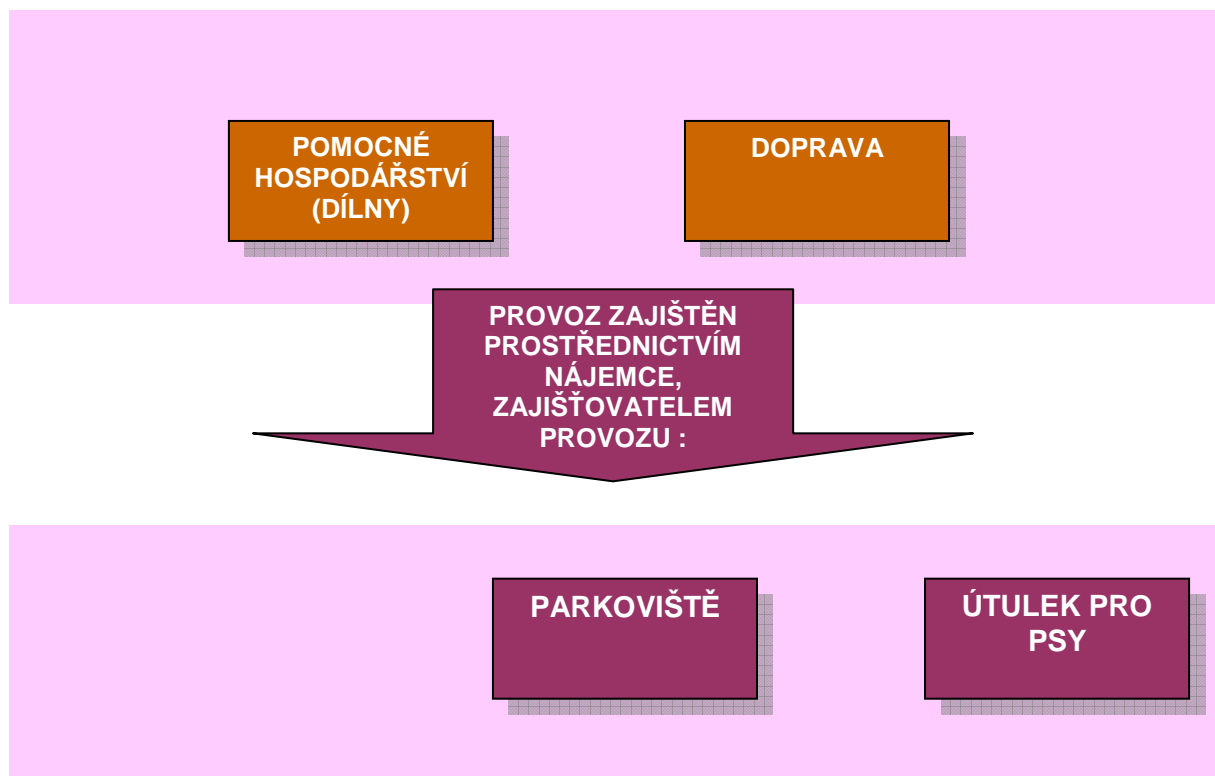 POMOCNÉ
HOSPODÁŘSTVÍ
(DÍLNY)
DOPRAVA
PROVOZ ZAJIŠTĚN
PROSTŘEDNICTVÍM
NÁJEMCE,
ZAJIŠŤOVATELEM
PROVOZU :
PARKOVIŠTĚ
ÚTULEK PRO
PSY